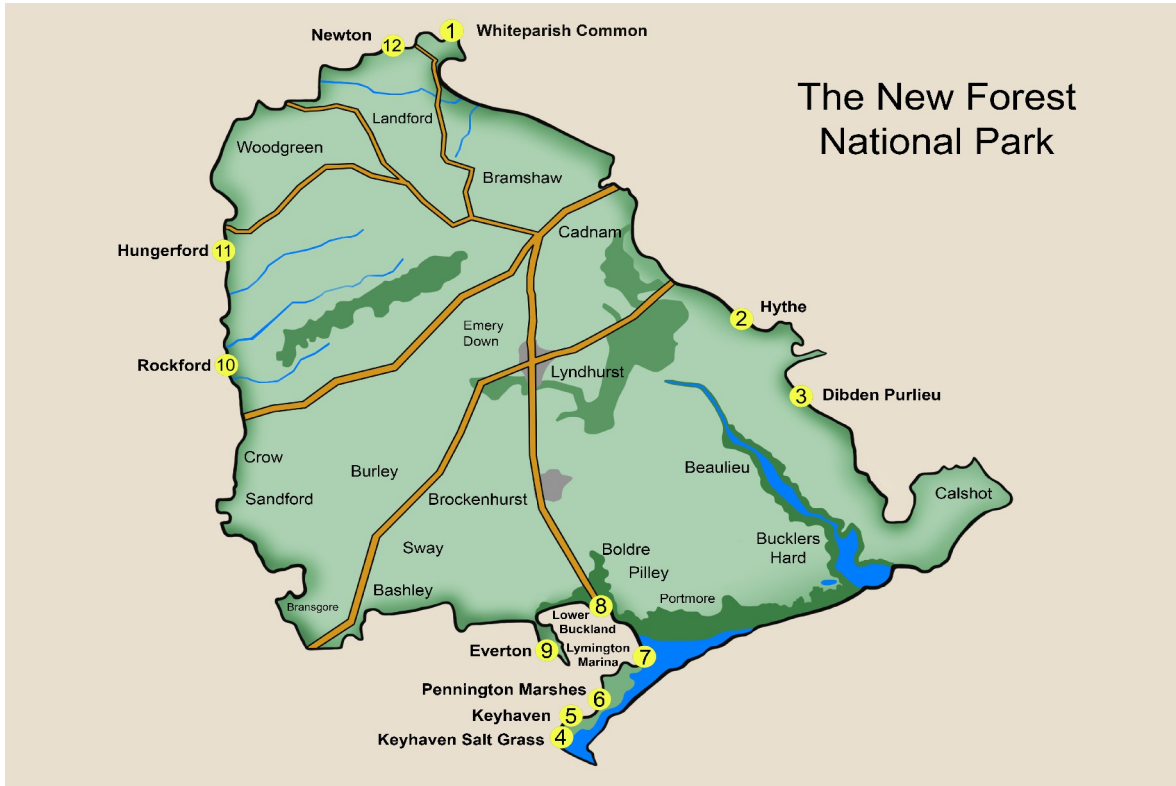 The New Forest
National Park
Newton
12
1
Whiteparish Common
Landford
Woodgreen
Bramshaw
Cadnam
Hungerford
11
2
Hythe
Emery
Down
Rockford
10
Lyndhurst
3
Dibden Purlieu
Crow
Burley
Beaulieu
Sandford
Brockenhurst
Calshot
Sway
Boldre
Bucklers
Hard
Pilley
Bashley
Portmore
Bransgore
8
Lower
Buckland
Everton
9
Lymington
Marina
7
Pennington Marshes
6
Keyhaven
5
Keyhaven Salt Grass
4